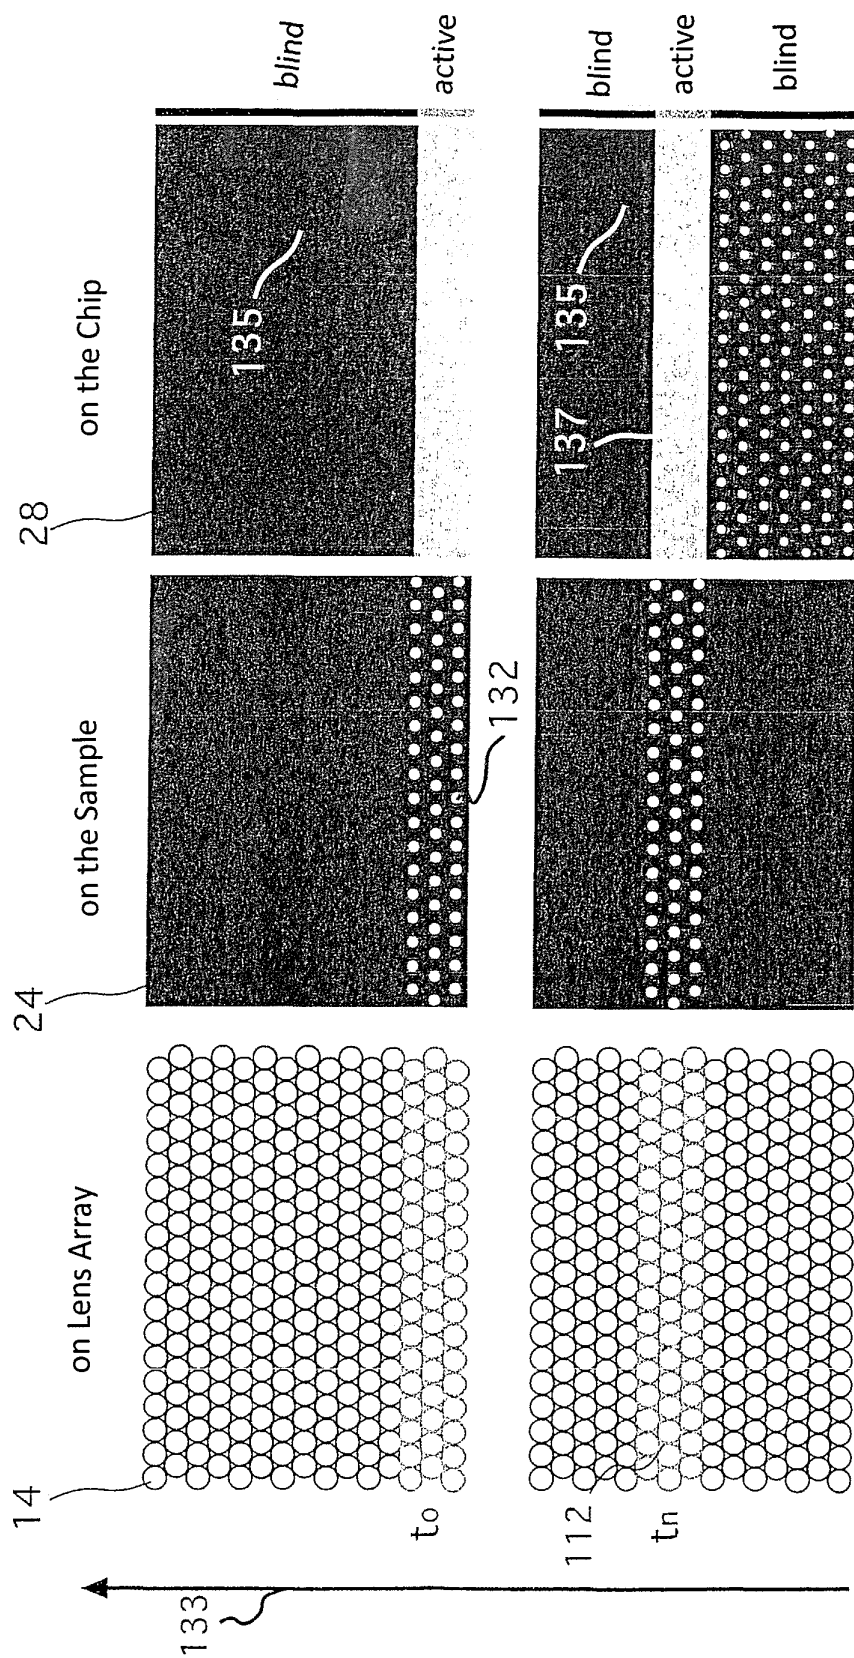 on Lens Array
on the Sample
on the Chip
14
24
28
133
t0
132
135
blind
active
112
tn
137
135
blind
active
blind